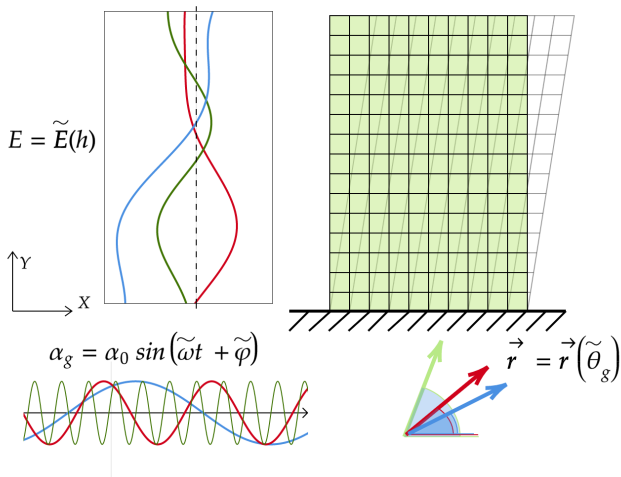 E = Ẽ(h)
Y
X
α_g = α_0 sin(ω̃t + φ̃)
r⃗ = r⃗(θ̃_g)